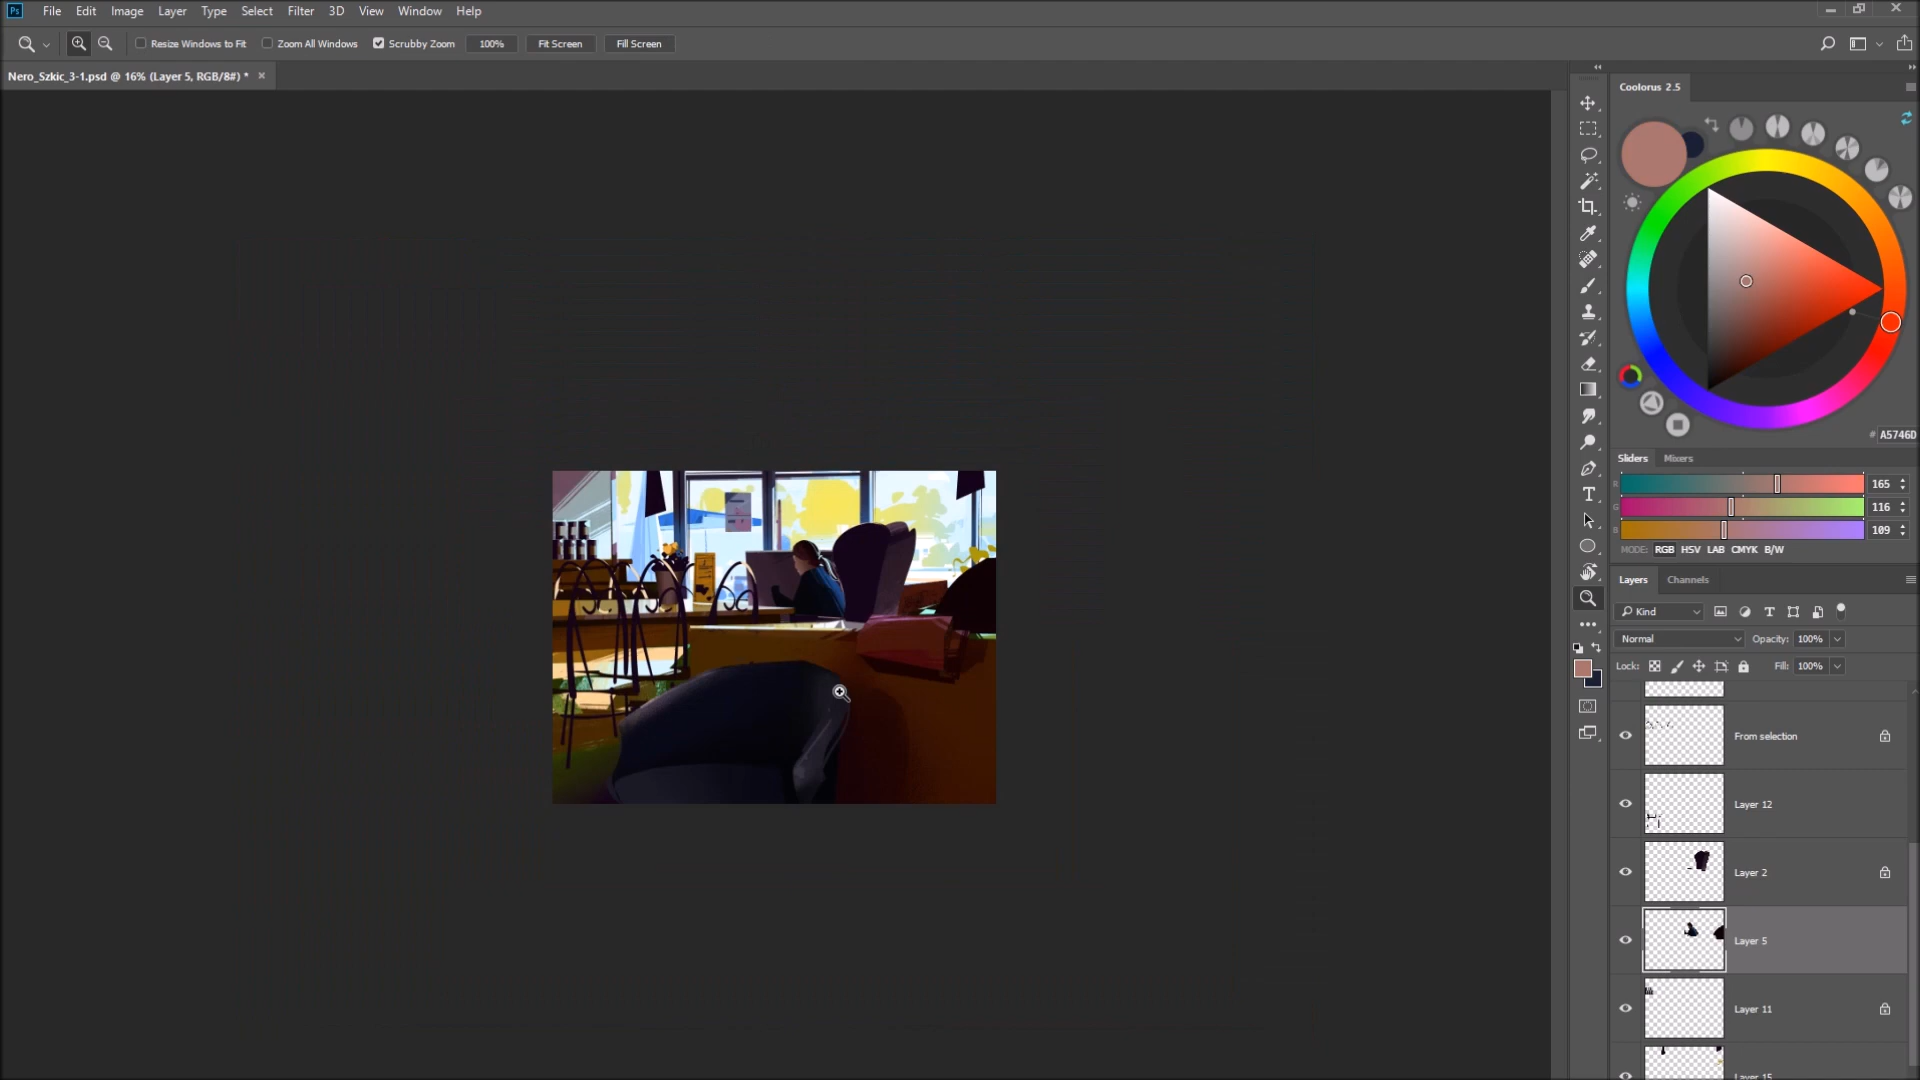 Ps File Edit Image Layer Type Select Filter 3D View Window Help
Resize Windows to Fit Zoom All Windows Scrubby Zoom 100% Fit Screen Fill Screen
Nero_Szkic_3-1.psd @ 16% (Layer 5, RGB/8#) * ×
Coolorus 2.5
# A5746D
Sliders Mixers
R 165
G 116
B 109
MODE: RGB HSV LAB CMYK B/W
Layers Channels
Kind
Normal Opacity: 100%
Lock: Fill: 100%
From selection
Layer 12
Layer 2
Layer 5
Layer 11
Layer 15